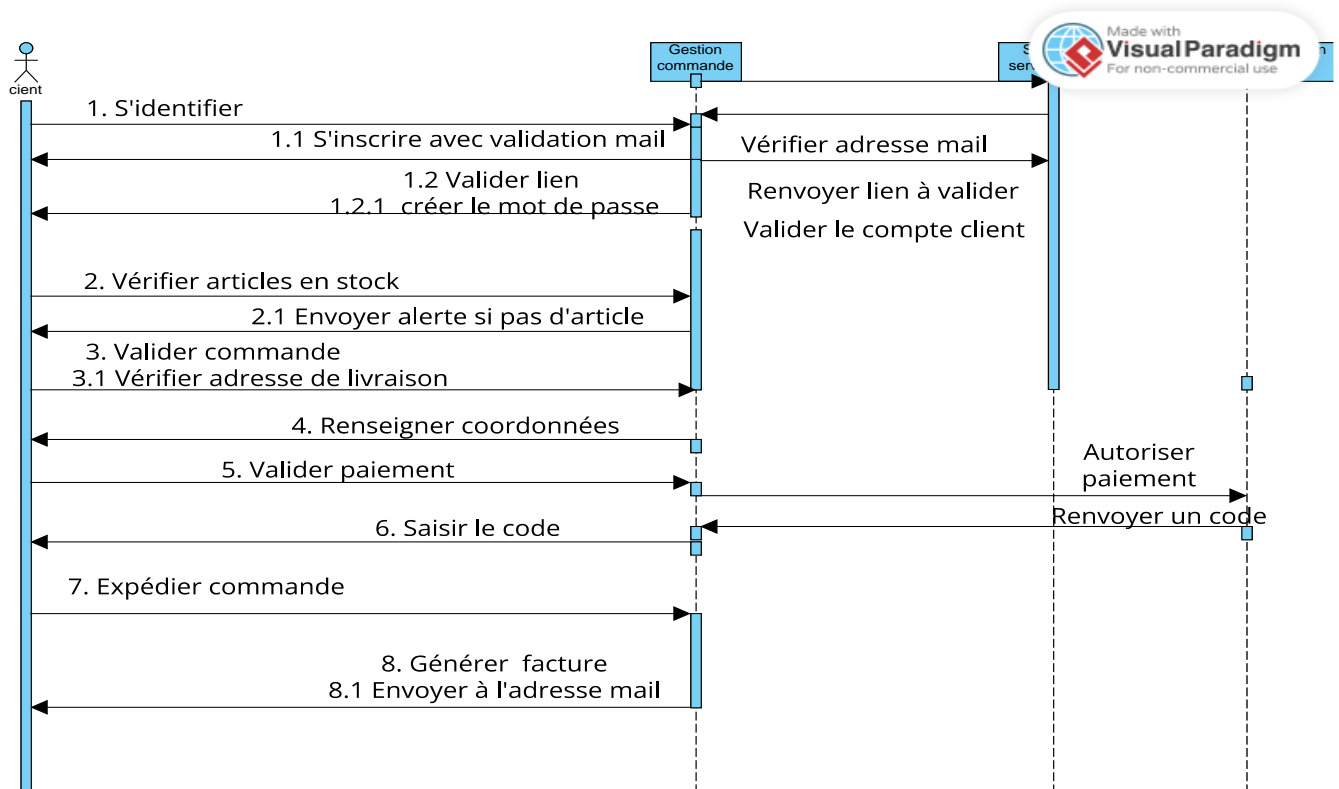 Made with
Visual Paradigm
For non-commercial use
Gestion
commande
cient
1. S'identifier
1.1 S'inscrire avec validation mail
Vérifier adresse mail
1.2 Valider lien
1.2.1 créer le mot de passe
Renvoyer lien à valider
Valider le compte client
2. Vérifier articles en stock
2.1 Envoyer alerte si pas d'article
3. Valider commande
3.1 Vérifier adresse de livraison
4. Renseigner coordonnées
Autoriser
paiement
5. Valider paiement
Renvoyer un code
6. Saisir le code
7. Expédier commande
8. Générer facture
8.1 Envoyer à l'adresse mail